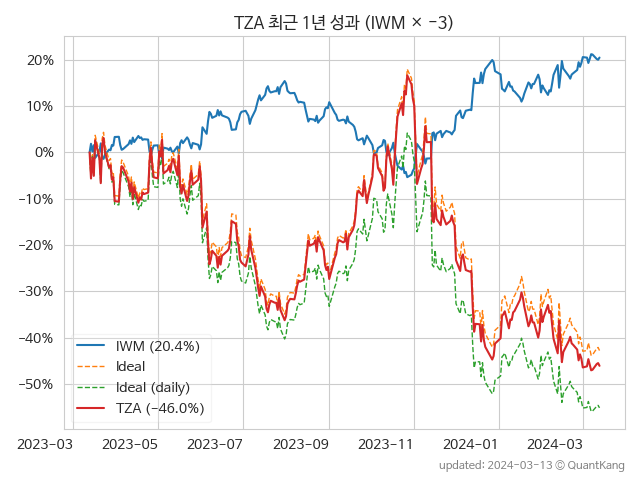 TZA 최근 1년 성과 (IWM × -3)
20%
10%
0%
−10%
−20%
−30%
−40%
−50%
IWM (20.4%)
Ideal
Ideal (daily)
TZA (−46.0%)
2023-03
2023-05
2023-07
2023-09
2023-11
2024-01
2024-03
updated: 2024-03-13 ⓒ QuantKang